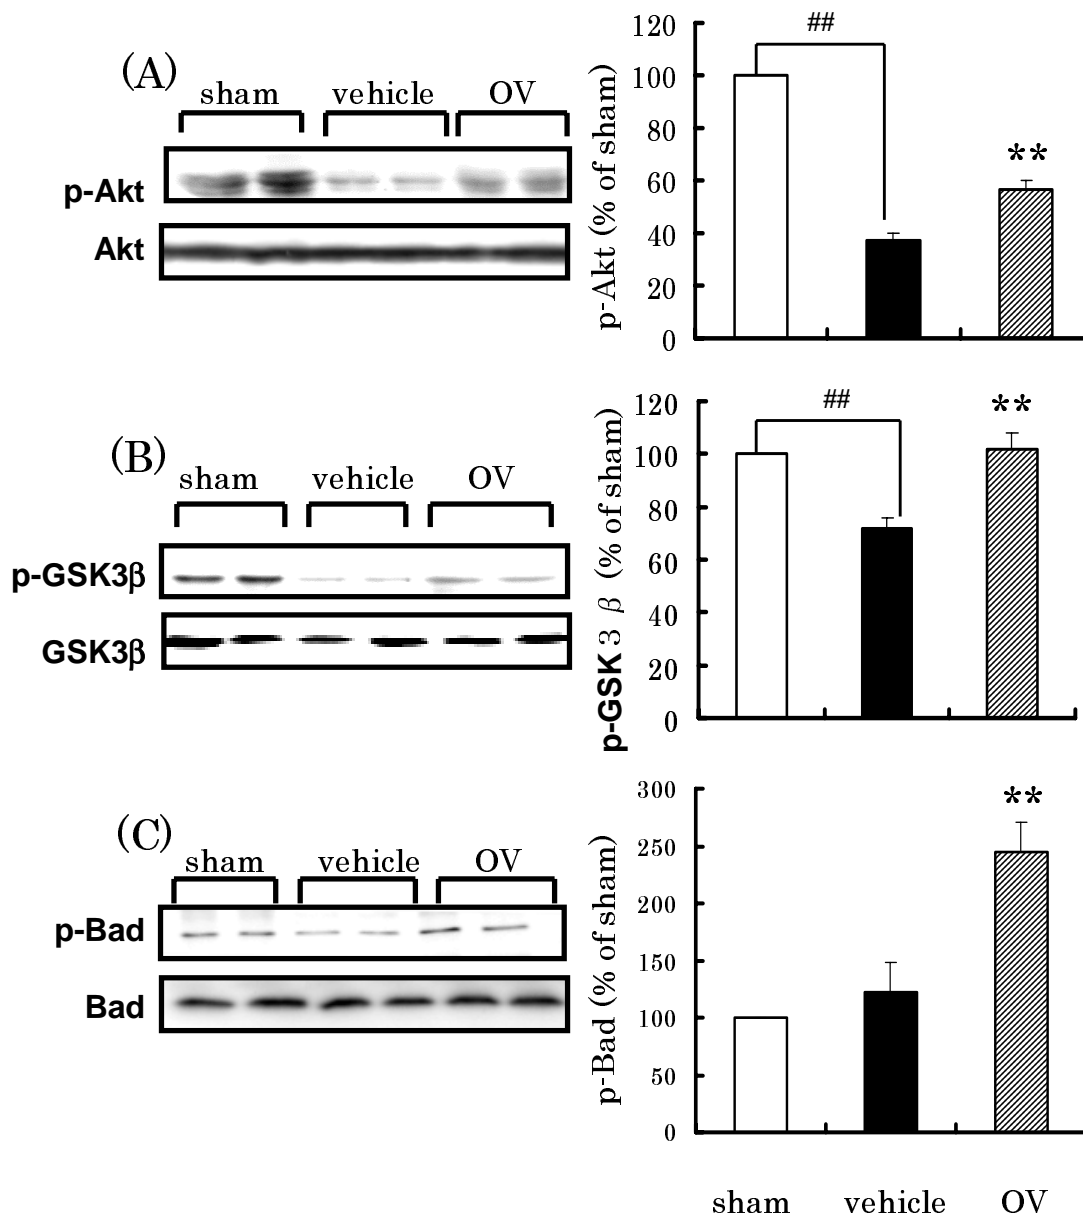 (A)
sham vehicle OV
p-Akt
Akt
p-Akt (% of sham)
120
100
80
60
40
20
0
##
**
(B)
sham vehicle OV
p-GSK3β
GSK3β
p-GSK 3 β (% of sham)
120
100
80
60
40
20
0
##
**
(C)
sham vehicle OV
p-Bad
Bad
p-Bad (% of sham)
300
250
200
150
100
50
0
**
sham vehicle OV